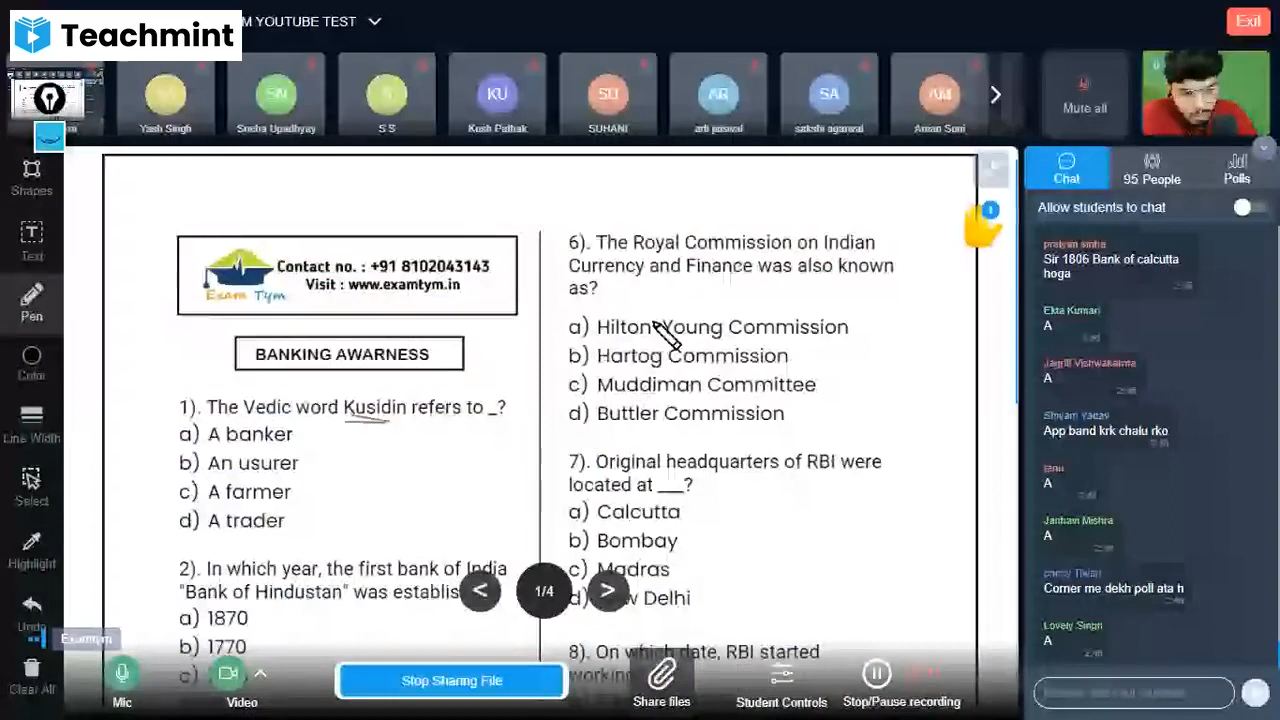 Teachmint
M YOUTUBE TEST
Exit
Yash Singh
SN
Sneha Upadhyay
S S
KU
Kush Pathak
SU
SUHANI
AR
SA
sakshi agarwal
AM
Aman Soni
Mute all
Shapes
Text
Pen
Color
Line Width
Select
Highlight
Undo
Clear All
Contact no. : +91 8102043143
Visit : www.examtym.in
Exam Tym
BANKING AWARNESS
1). The Vedic word Kusidin refers to _?
a) A banker
b) An usurer
c) A farmer
d) A trader
2). In which year, the first bank of India
"Bank of Hindustan" was establis
a) 1870
b) 1770
c)
6). The Royal Commission on Indian
Currency and Finance was also known
as?
a) Hilton Young Commission
b) Hartog Commission
c) Muddiman Committee
d) Buttler Commission
7). Original headquarters of RBI were
located at ___?
a) Calcutta
b) Bombay
c) Madras
d) w Delhi
8). On which date, RBI started
< 1/4 >
Examtym
Mic
Video
Stop Sharing File
Share files
Student Controls
Stop/Pause recording
Chat
95 People
Polls
Allow students to chat
Sir 1806 Bank of calcutta
hoga
Ekta Kumari
A
Jagriti Vishwakarma
A
Shyam Yadav
App band krk chalu rko
A
Janhavi Mishra
A
Corner me dekh poll ata h
Lovely Singh
A